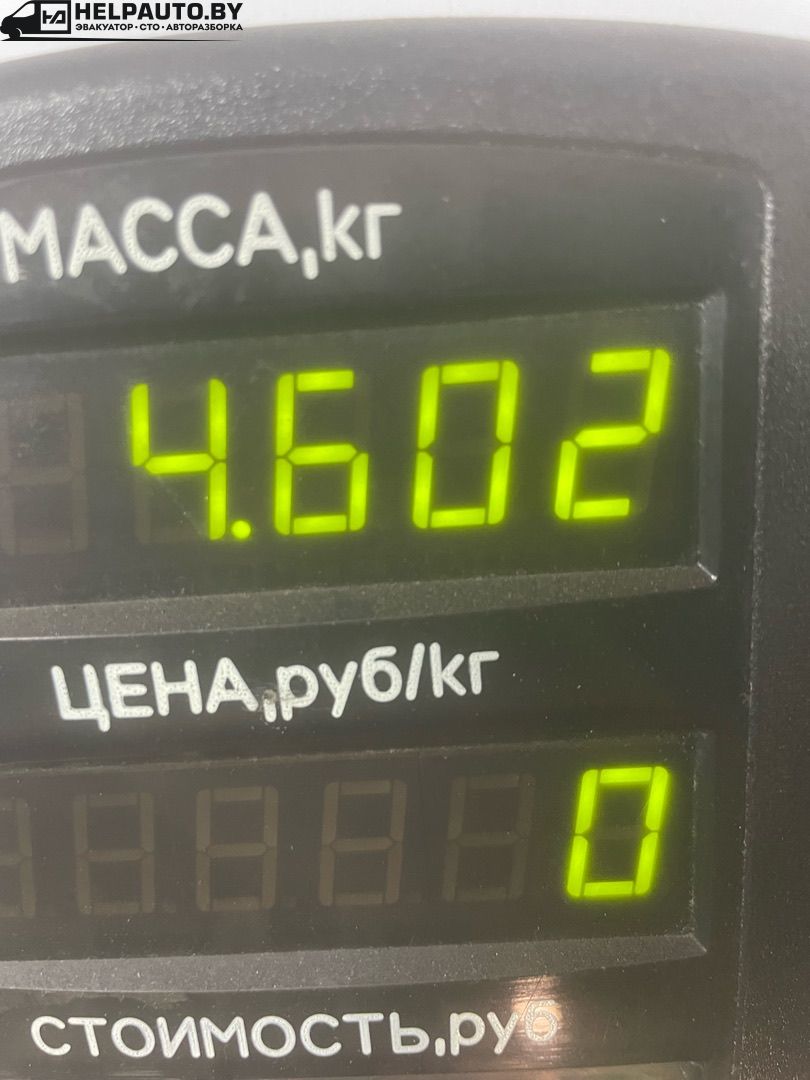 HELPAUTO.BY
ЭВАКУАТОР • СТО • АВТОРАЗБОРКА
МАССА,кг
4.602
ЦЕНА,руб/кг
0
СТОИМОСТЬ,руб